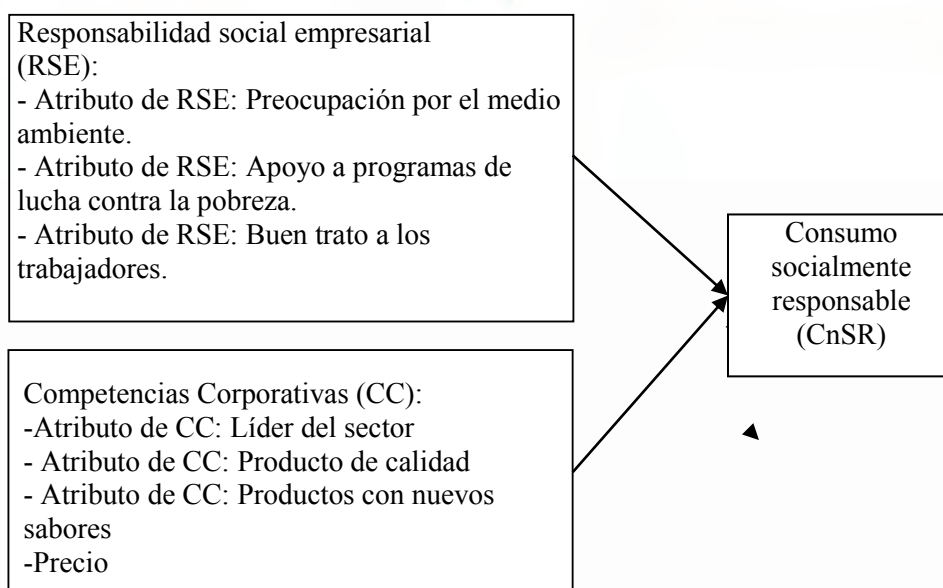 Responsabilidad social empresarial
(RSE):
- Atributo de RSE: Preocupación por el medio
ambiente.
- Atributo de RSE: Apoyo a programas de
lucha contra la pobreza.
- Atributo de RSE: Buen trato a los
trabajadores.
Competencias Corporativas (CC):
-Atributo de CC: Líder del sector
- Atributo de CC: Producto de calidad
- Atributo de CC: Productos con nuevos
sabores
-Precio
Consumo
socialmente
responsable
(CnSR)